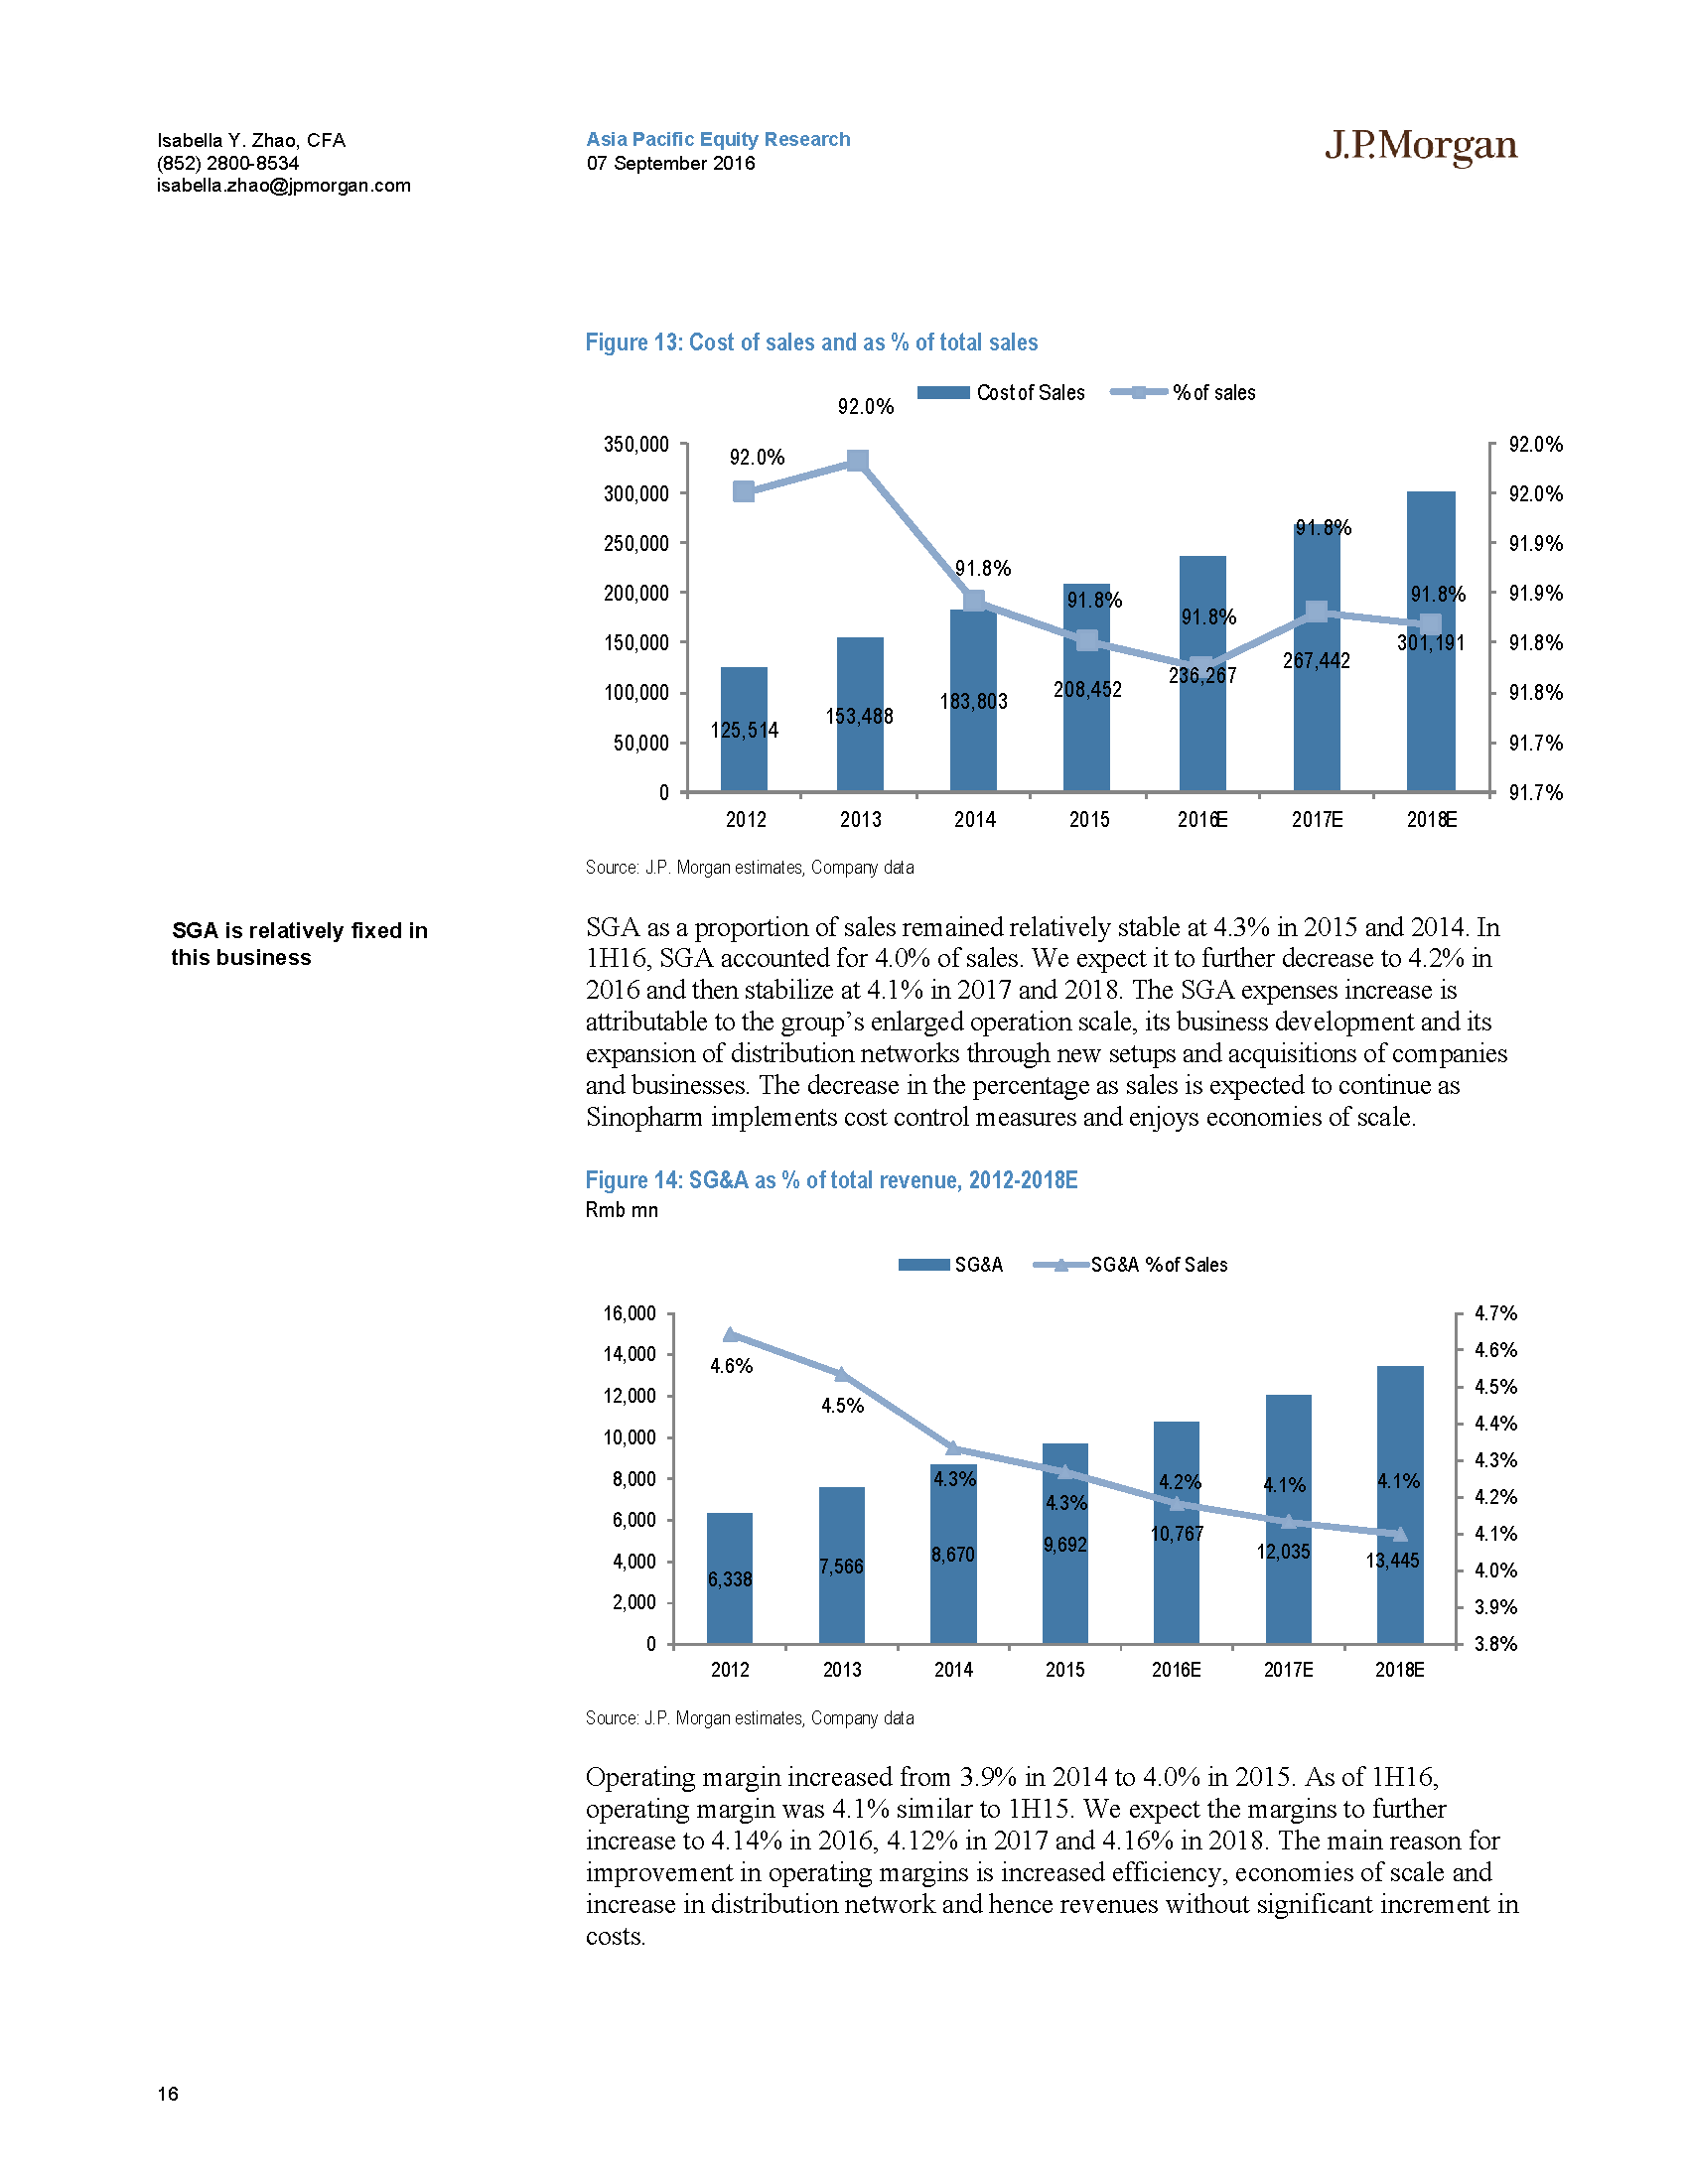 Isabella Y. Zhao, CFA
(852) 2800-8534
isabella.zhao@jpmorgan.com
Asia Pacific Equity Research
07 September 2016
J.P.Morgan
Figure 13: Cost of sales and as % of total sales
Cost of Sales
% of sales
92.0%
92.0%
91.8%
91.8%
91.8%
91.8%
91.8%
350,000
300,000
250,000
200,000
150,000
100,000
50,000
0
125,514
153,488
183,803
208,452
236,267
267,442
301,191
92.0%
92.0%
91.9%
91.9%
91.8%
91.8%
91.7%
91.7%
2012 2013 2014 2015 2016E 2017E 2018E
Source: J.P. Morgan estimates, Company data
SGA is relatively fixed in
this business
SGA as a proportion of sales remained relatively stable at 4.3% in 2015 and 2014. In
1H16, SGA accounted for 4.0% of sales. We expect it to further decrease to 4.2% in
2016 and then stabilize at 4.1% in 2017 and 2018. The SGA expenses increase is
attributable to the group’s enlarged operation scale, its business development and its
expansion of distribution networks through new setups and acquisitions of companies
and businesses. The decrease in the percentage as sales is expected to continue as
Sinopharm implements cost control measures and enjoys economies of scale.
Figure 14: SG&A as % of total revenue, 2012-2018E
Rmb mn
SG&A
SG&A % of Sales
16,000
14,000
12,000
10,000
8,000
6,000
4,000
2,000
0
4.6%
4.5%
4.3%
4.3%
4.2%
4.1%
4.1%
6,338
7,566
8,670
9,692
10,767
12,035
13,445
4.7%
4.6%
4.5%
4.4%
4.3%
4.2%
4.1%
4.0%
3.9%
3.8%
2012 2013 2014 2015 2016E 2017E 2018E
Source: J.P. Morgan estimates, Company data
Operating margin increased from 3.9% in 2014 to 4.0% in 2015. As of 1H16,
operating margin was 4.1% similar to 1H15. We expect the margins to further
increase to 4.14% in 2016, 4.12% in 2017 and 4.16% in 2018. The main reason for
improvement in operating margins is increased efficiency, economies of scale and
increase in distribution network and hence revenues without significant increment in
costs.
16